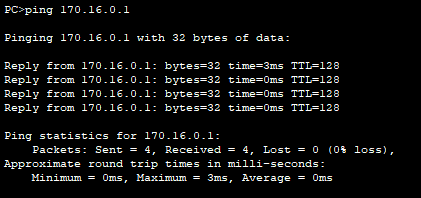 PC>ping 170.16.0.1
Pinging 170.16.0.1 with 32 bytes of data:
Reply from 170.16.0.1: bytes=32 time=3ms TTL=128
Reply from 170.16.0.1: bytes=32 time=0ms TTL=128
Reply from 170.16.0.1: bytes=32 time=0ms TTL=128
Reply from 170.16.0.1: bytes=32 time=0ms TTL=128
Ping statistics for 170.16.0.1:
Packets: Sent = 4, Received = 4, Lost = 0 (0% loss),
Approximate round trip times in milli-seconds:
Minimum = 0ms, Maximum = 3ms, Average = 0ms